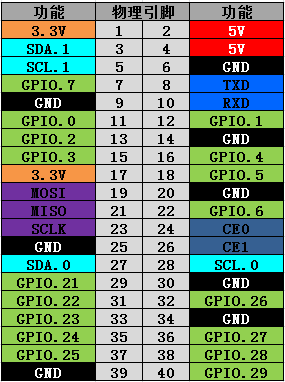 功能 物理引脚 功能
3.3V 1 2 5V
SDA.1 3 4 5V
SCL.1 5 6 GND
GPIO.7 7 8 TXD
GND 9 10 RXD
GPIO.0 11 12 GPIO.1
GPIO.2 13 14 GND
GPIO.3 15 16 GPIO.4
3.3V 17 18 GPIO.5
MOSI 19 20 GND
MISO 21 22 GPIO.6
SCLK 23 24 CE0
GND 25 26 CE1
SDA.0 27 28 SCL.0
GPIO.21 29 30 GND
GPIO.22 31 32 GPIO.26
GPIO.23 33 34 GND
GPIO.24 35 36 GPIO.27
GPIO.25 37 38 GPIO.28
GND 39 40 GPIO.29